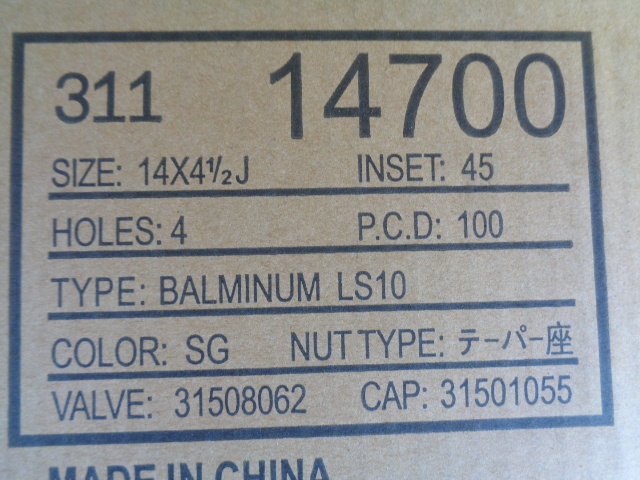 311 14700
SIZE: 14X4½J INSET: 45
HOLES: 4 P.C.D: 100
TYPE: BALMINUM LS10
COLOR: SG NUT TYPE: テーパー座
VALVE: 31508062 CAP: 31501055
MADE IN CHINA